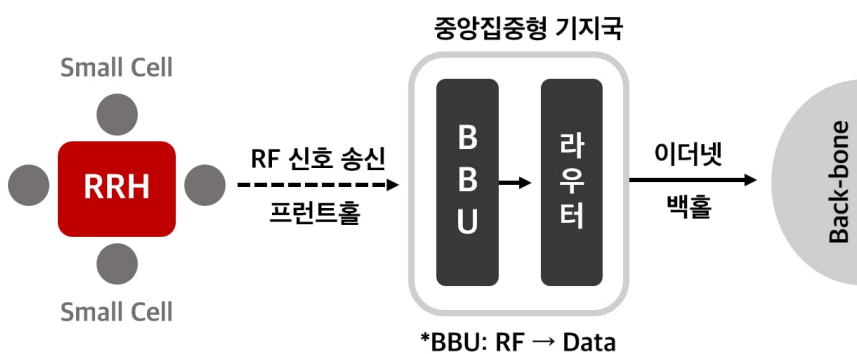 중앙집중형 기지국
Small Cell
RRH
Small Cell
RF 신호 송신
프런트홀
BBU
라우터
이더넷
백홀
Back-bone
*BBU: RF → Data